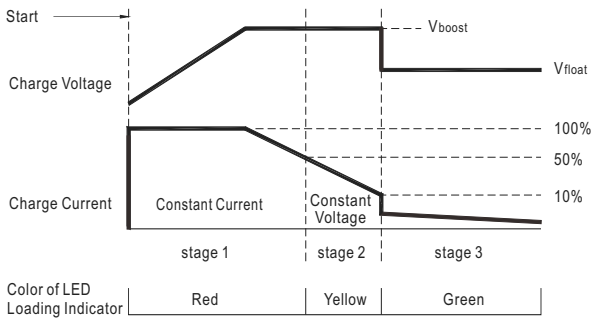 Start
Vboost
Charge Voltage
Vfloat
100%
50%
10%
Charge Current
Constant Current
Constant
Voltage
stage 1
stage 2
stage 3
Color of LED
Loading Indicator
Red
Yellow
Green